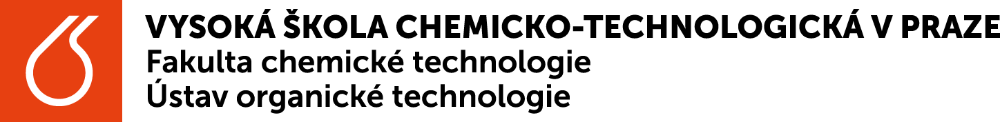 VYSOKÁ ŠKOLA CHEMICKO-TECHNOLOGICKÁ V PRAZE
Fakulta chemické technologie
Ústav organické technologie